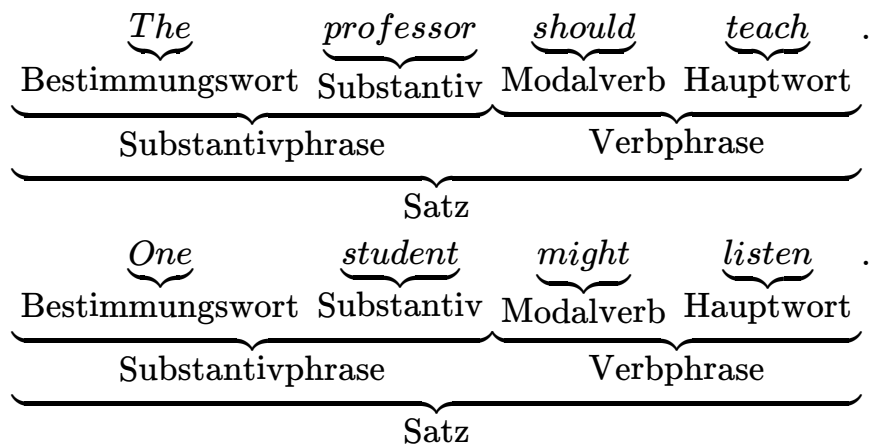 The professor should teach .
Bestimmungswort Substantiv Modalverb Hauptwort
Substantivphrase Verbphrase
Satz
One student might listen .
Bestimmungswort Substantiv Modalverb Hauptwort
Substantivphrase Verbphrase
Satz